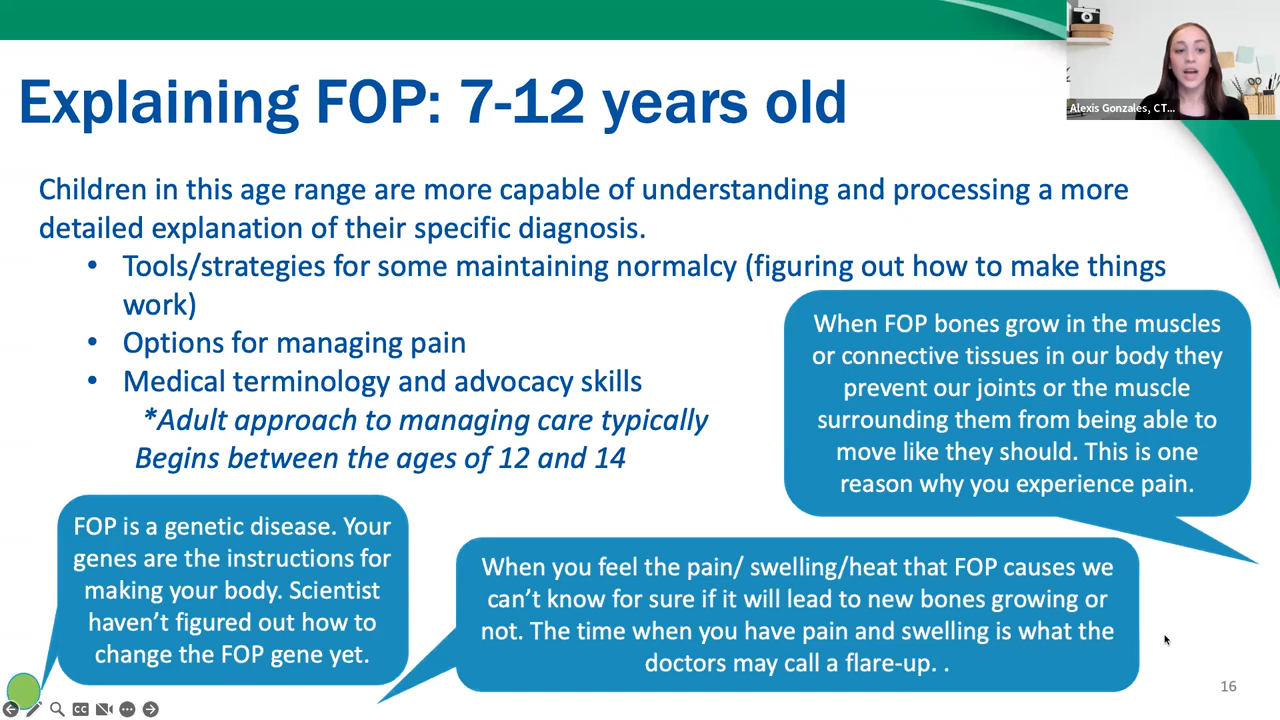 Explaining FOP: 7-12 years old
Alexis Gonzales, CT...
Children in this age range are more capable of understanding and processing a more
detailed explanation of their specific diagnosis.
• Tools/strategies for some maintaining normalcy (figuring out how to make things
work)
• Options for managing pain
• Medical terminology and advocacy skills
*Adult approach to managing care typically
Begins between the ages of 12 and 14
When FOP bones grow in the muscles
or connective tissues in our body they
prevent our joints or the muscle
surrounding them from being able to
move like they should. This is one
reason why you experience pain.
FOP is a genetic disease. Your
genes are the instructions for
making your body. Scientist
haven’t figured out how to
change the FOP gene yet.
When you feel the pain/ swelling/heat that FOP causes we
can’t know for sure if it will lead to new bones growing or
not. The time when you have pain and swelling is what the
doctors may call a flare-up. .
16
CC